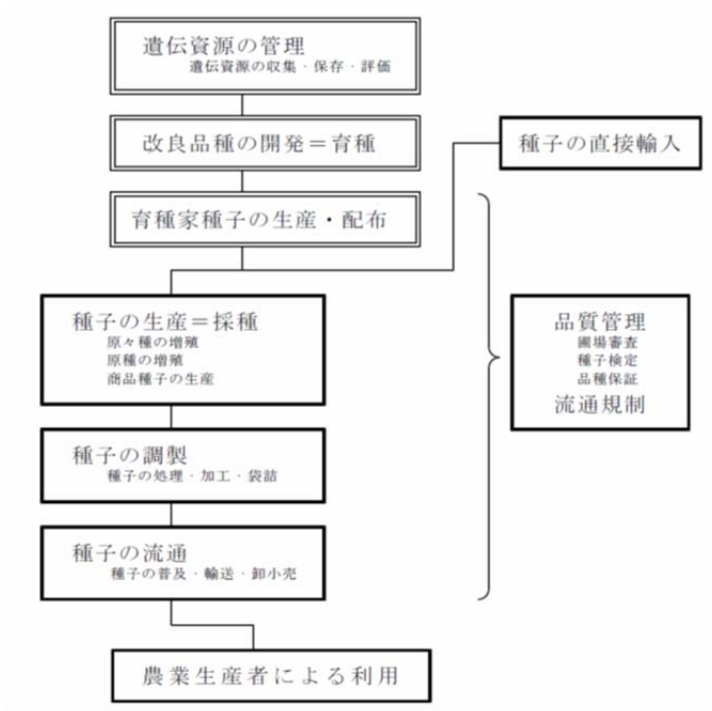 遺伝資源の管理
遺伝資源の収集・保存・評価
改良品種の開発＝育種
種子の直接輸入
育種家種子の生産・配布
種子の生産＝採種
原々種の増殖
原種の増殖
商品種子の生産
品質管理
圃場審査
種子検定
品種保証
流通規制
種子の調製
種子の処理・加工・袋詰
種子の流通
種子の普及・輸送・卸小売
農業生産者による利用